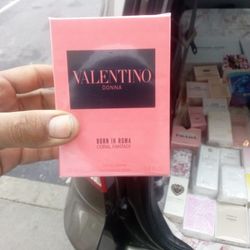 VALENTINO
DONNA
BORN IN ROMA
CORAL FANTASY